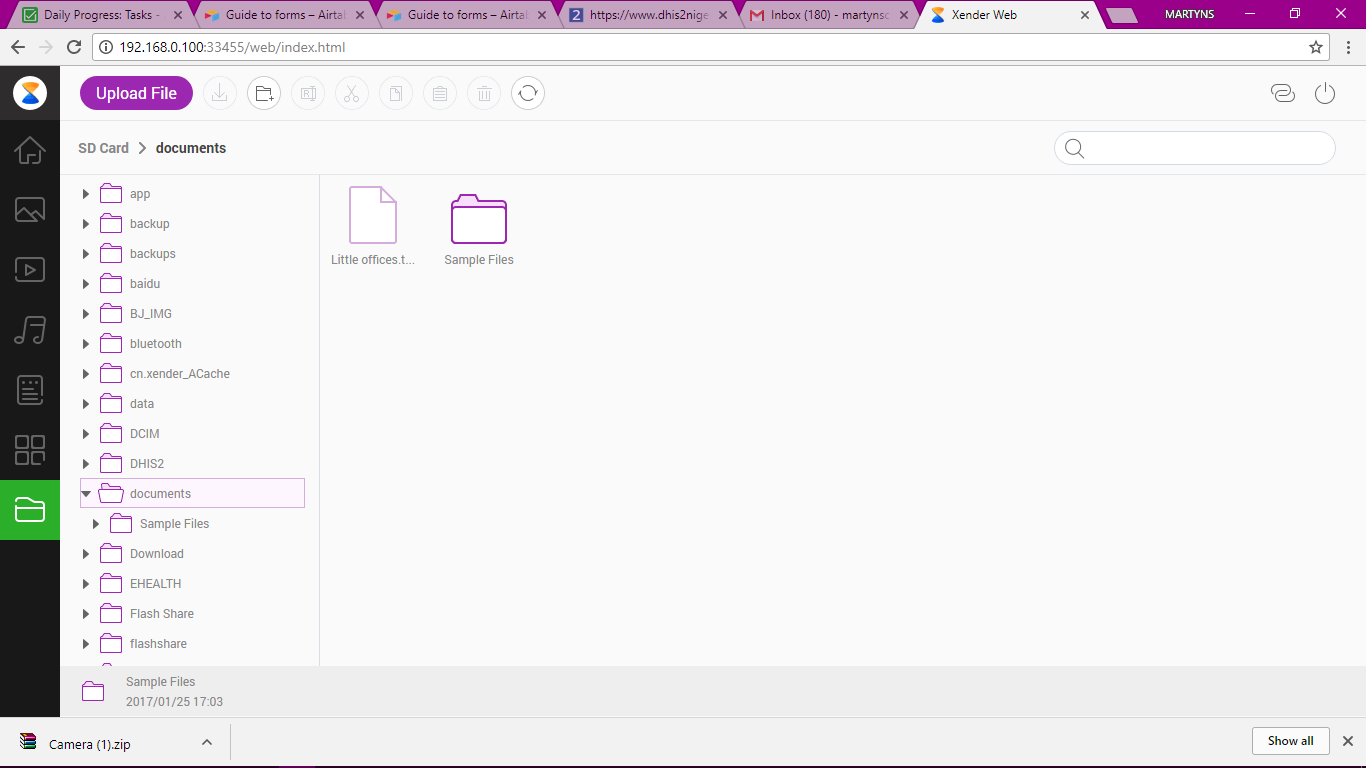 Daily Progress: Tasks -
Guide to forms – Airtal
Guide to forms – Airtal
2 https://www.dhis2nige
Inbox (180) - martynsc
Xender Web
MARTYNS
192.168.0.100:33455/web/index.html
Upload File
SD Card documents
app
backup
backups
baidu
BJ_IMG
bluetooth
cn.xender_ACache
data
DCIM
DHIS2
documents
Sample Files
Download
EHEALTH
Flash Share
flashshare
Little offices.t...
Sample Files
Sample Files
2017/01/25 17:03
Camera (1).zip
Show all